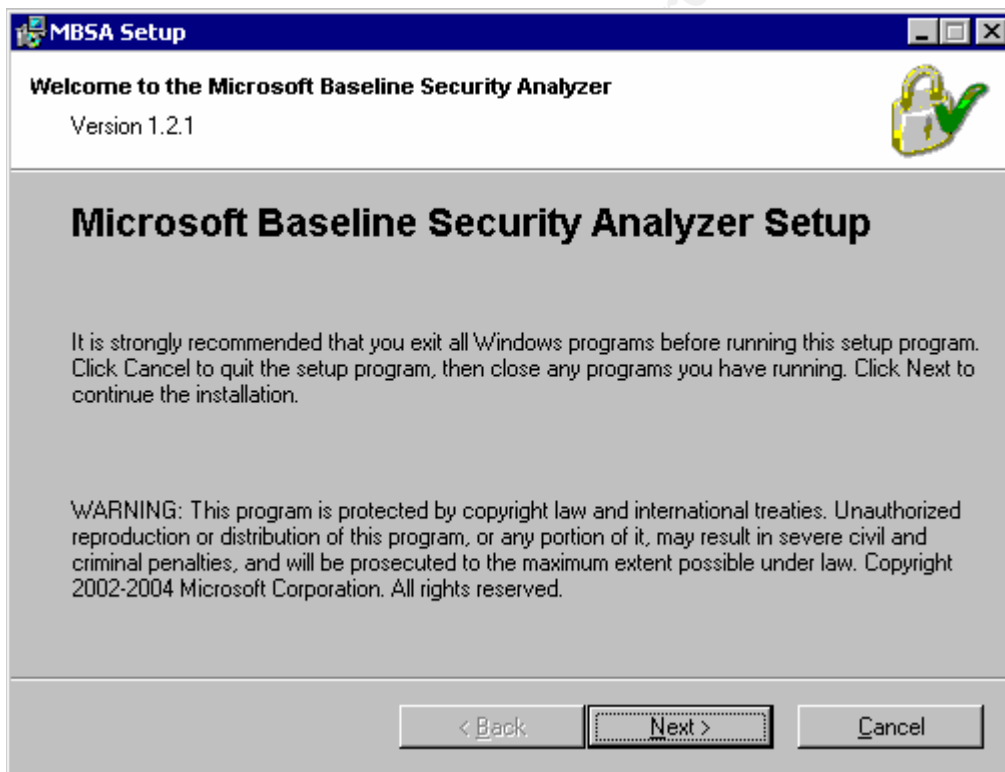 MBSA Setup
Welcome to the Microsoft Baseline Security Analyzer
Version 1.2.1
Microsoft Baseline Security Analyzer Setup
It is strongly recommended that you exit all Windows programs before running this setup program.
Click Cancel to quit the setup program, then close any programs you have running. Click Next to
continue the installation.
WARNING: This program is protected by copyright law and international treaties. Unauthorized
reproduction or distribution of this program, or any portion of it, may result in severe civil and
criminal penalties, and will be prosecuted to the maximum extent possible under law. Copyright
2002-2004 Microsoft Corporation. All rights reserved.
< Back Next > Cancel